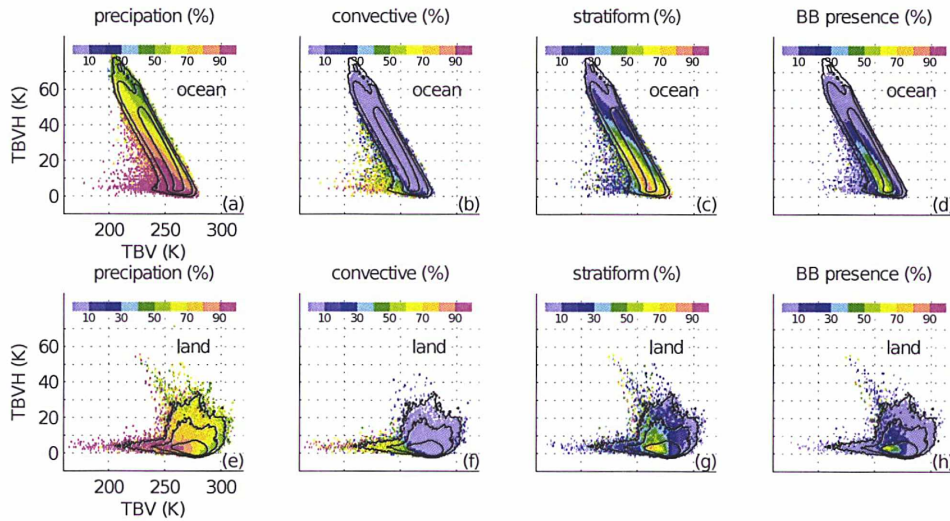 precipation (%) convective (%) stratiform (%) BB presence (%)
10 30 50 70 90 10 30 50 70 90 10 30 50 70 90 10 30 50 70 90
ocean ocean ocean ocean
TBVH (K)
60
40
20
0
(a) (b) (c) (d)
200 250 300
TBV (K)
precipation (%) convective (%) stratiform (%) BB presence (%)
10 30 50 70 90 10 30 50 70 90 10 30 50 70 90 10 30 50 70 90
land land land land
TBVH (K)
60
40
20
0
(e) (f) (g) (h)
200 250 300
TBV (K)